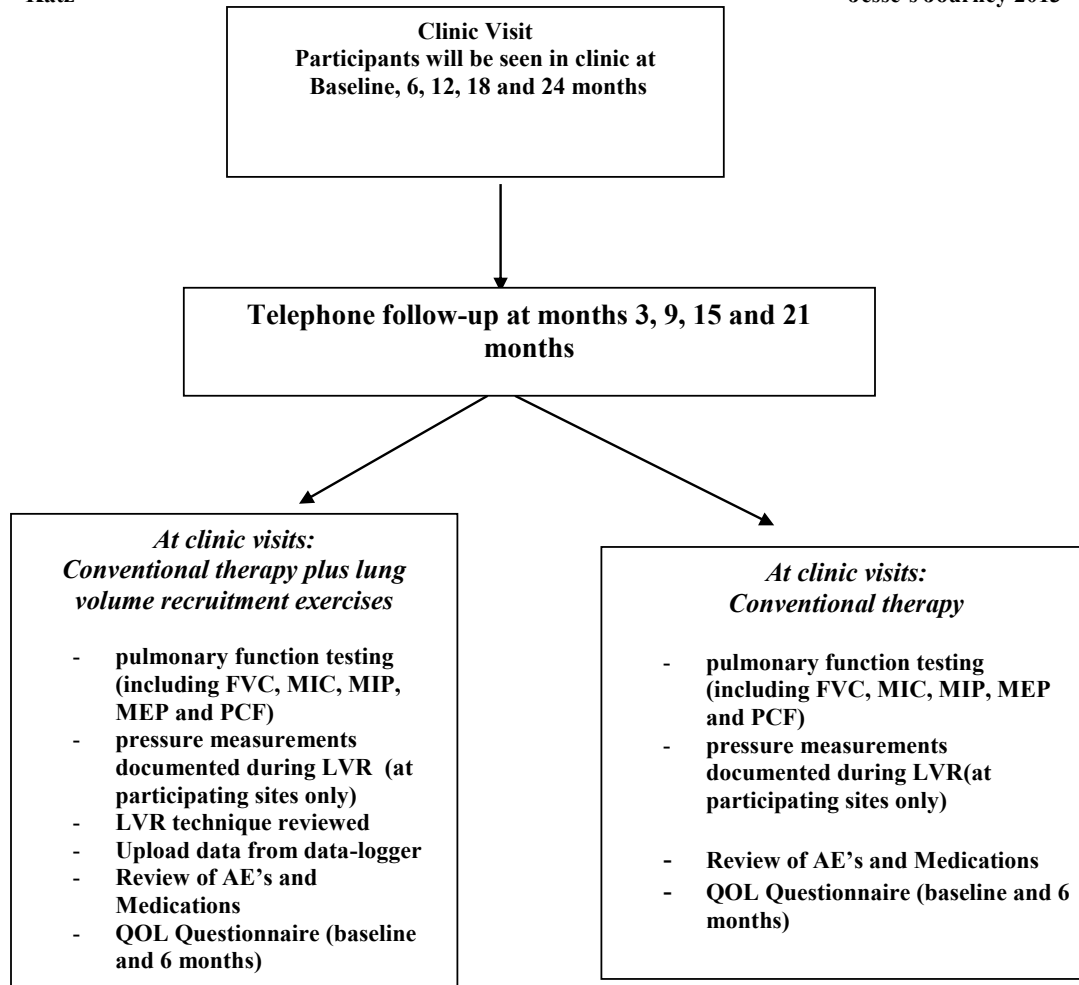 Clinic Visit
Participants will be seen in clinic at
Baseline, 6, 12, 18 and 24 months
Telephone follow-up at months 3, 9, 15 and 21
months
At clinic visits:
Conventional therapy plus lung
volume recruitment exercises
- pulmonary function testing
(including FVC, MIC, MIP,
MEP and PCF)
- pressure measurements
documented during LVR (at
participating sites only)
- LVR technique reviewed
- Upload data from data-logger
- Review of AE's and
Medications
- QOL Questionnaire (baseline
and 6 months)
At clinic visits:
Conventional therapy
- pulmonary function testing
(including FVC, MIC, MIP, MEP
and PCF)
- pressure measurements
documented during LVR(at
participating sites only)
- Review of AE's and Medications
- QOL Questionnaire (baseline and 6
months)